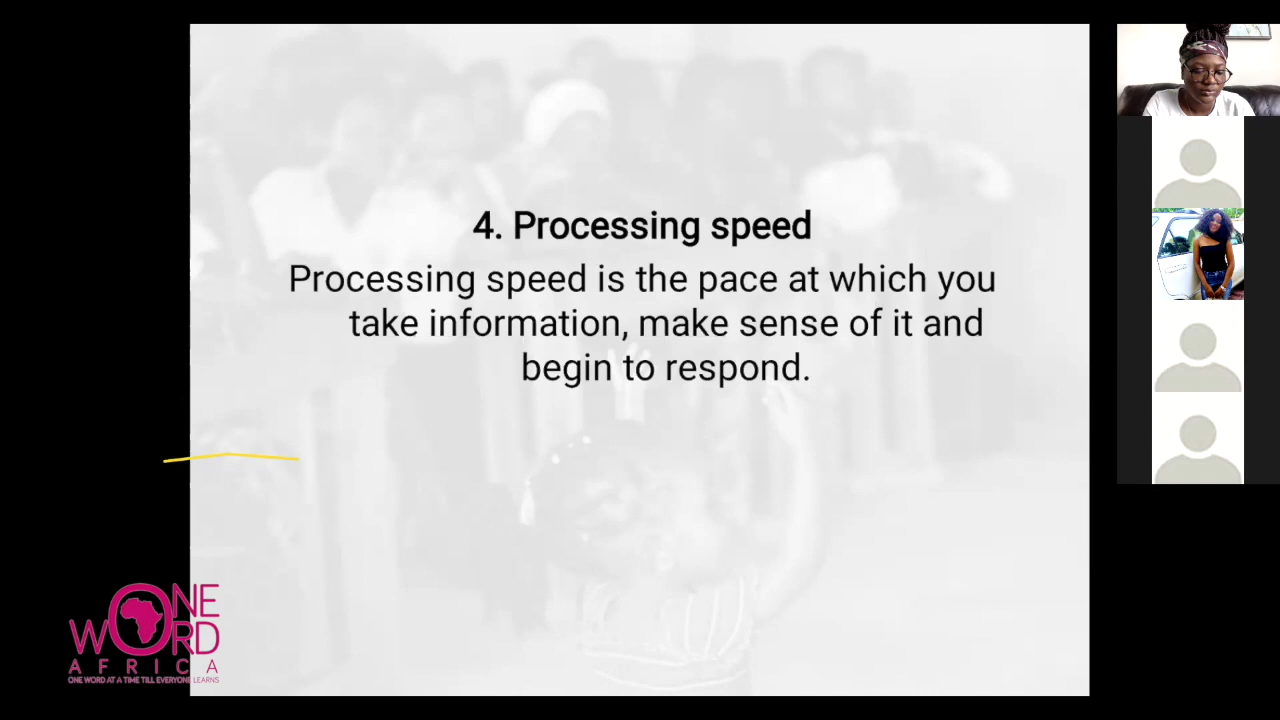 4. Processing speed
Processing speed is the pace at which you
take information, make sense of it and
begin to respond.
ONE
WORD
AFRICA
ONE WORD AT A TIME TILL EVERYONE LEARNS